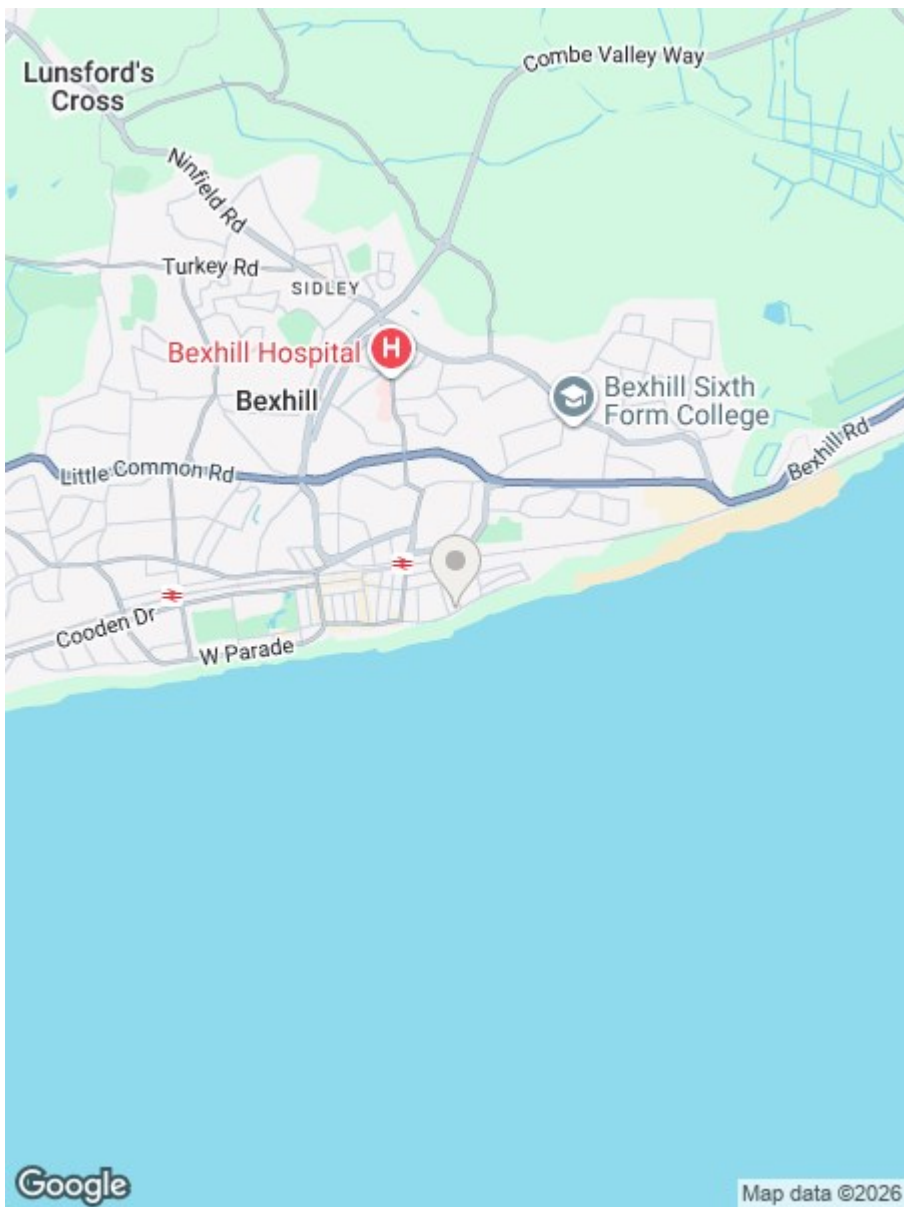 Combe Valley Way
Lunsford's
Cross
Ninfield Rd
Turkey Rd
SIDLEY
Bexhill Hospital
H
Bexhill
Bexhill Sixth
Form College
Bexhill Rd
Little Common Rd
Cooden Dr
W Parade
Google
Map data ©2026